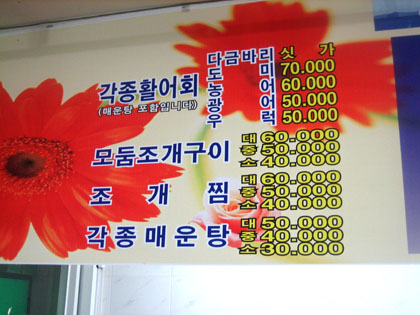 각종활어회
(매운탕 포함입니다)
다금바리 싯 가
도 미 70.000
농 어 60.000
광 어 50.000
우 럭 50.000
모둠조개구이
대 60.000
중 50.000
소 40.000
조 개 찜
대 60.000
중 50.000
소 40.000
각종매운탕
대 50.000
중 40.000
소 30.000